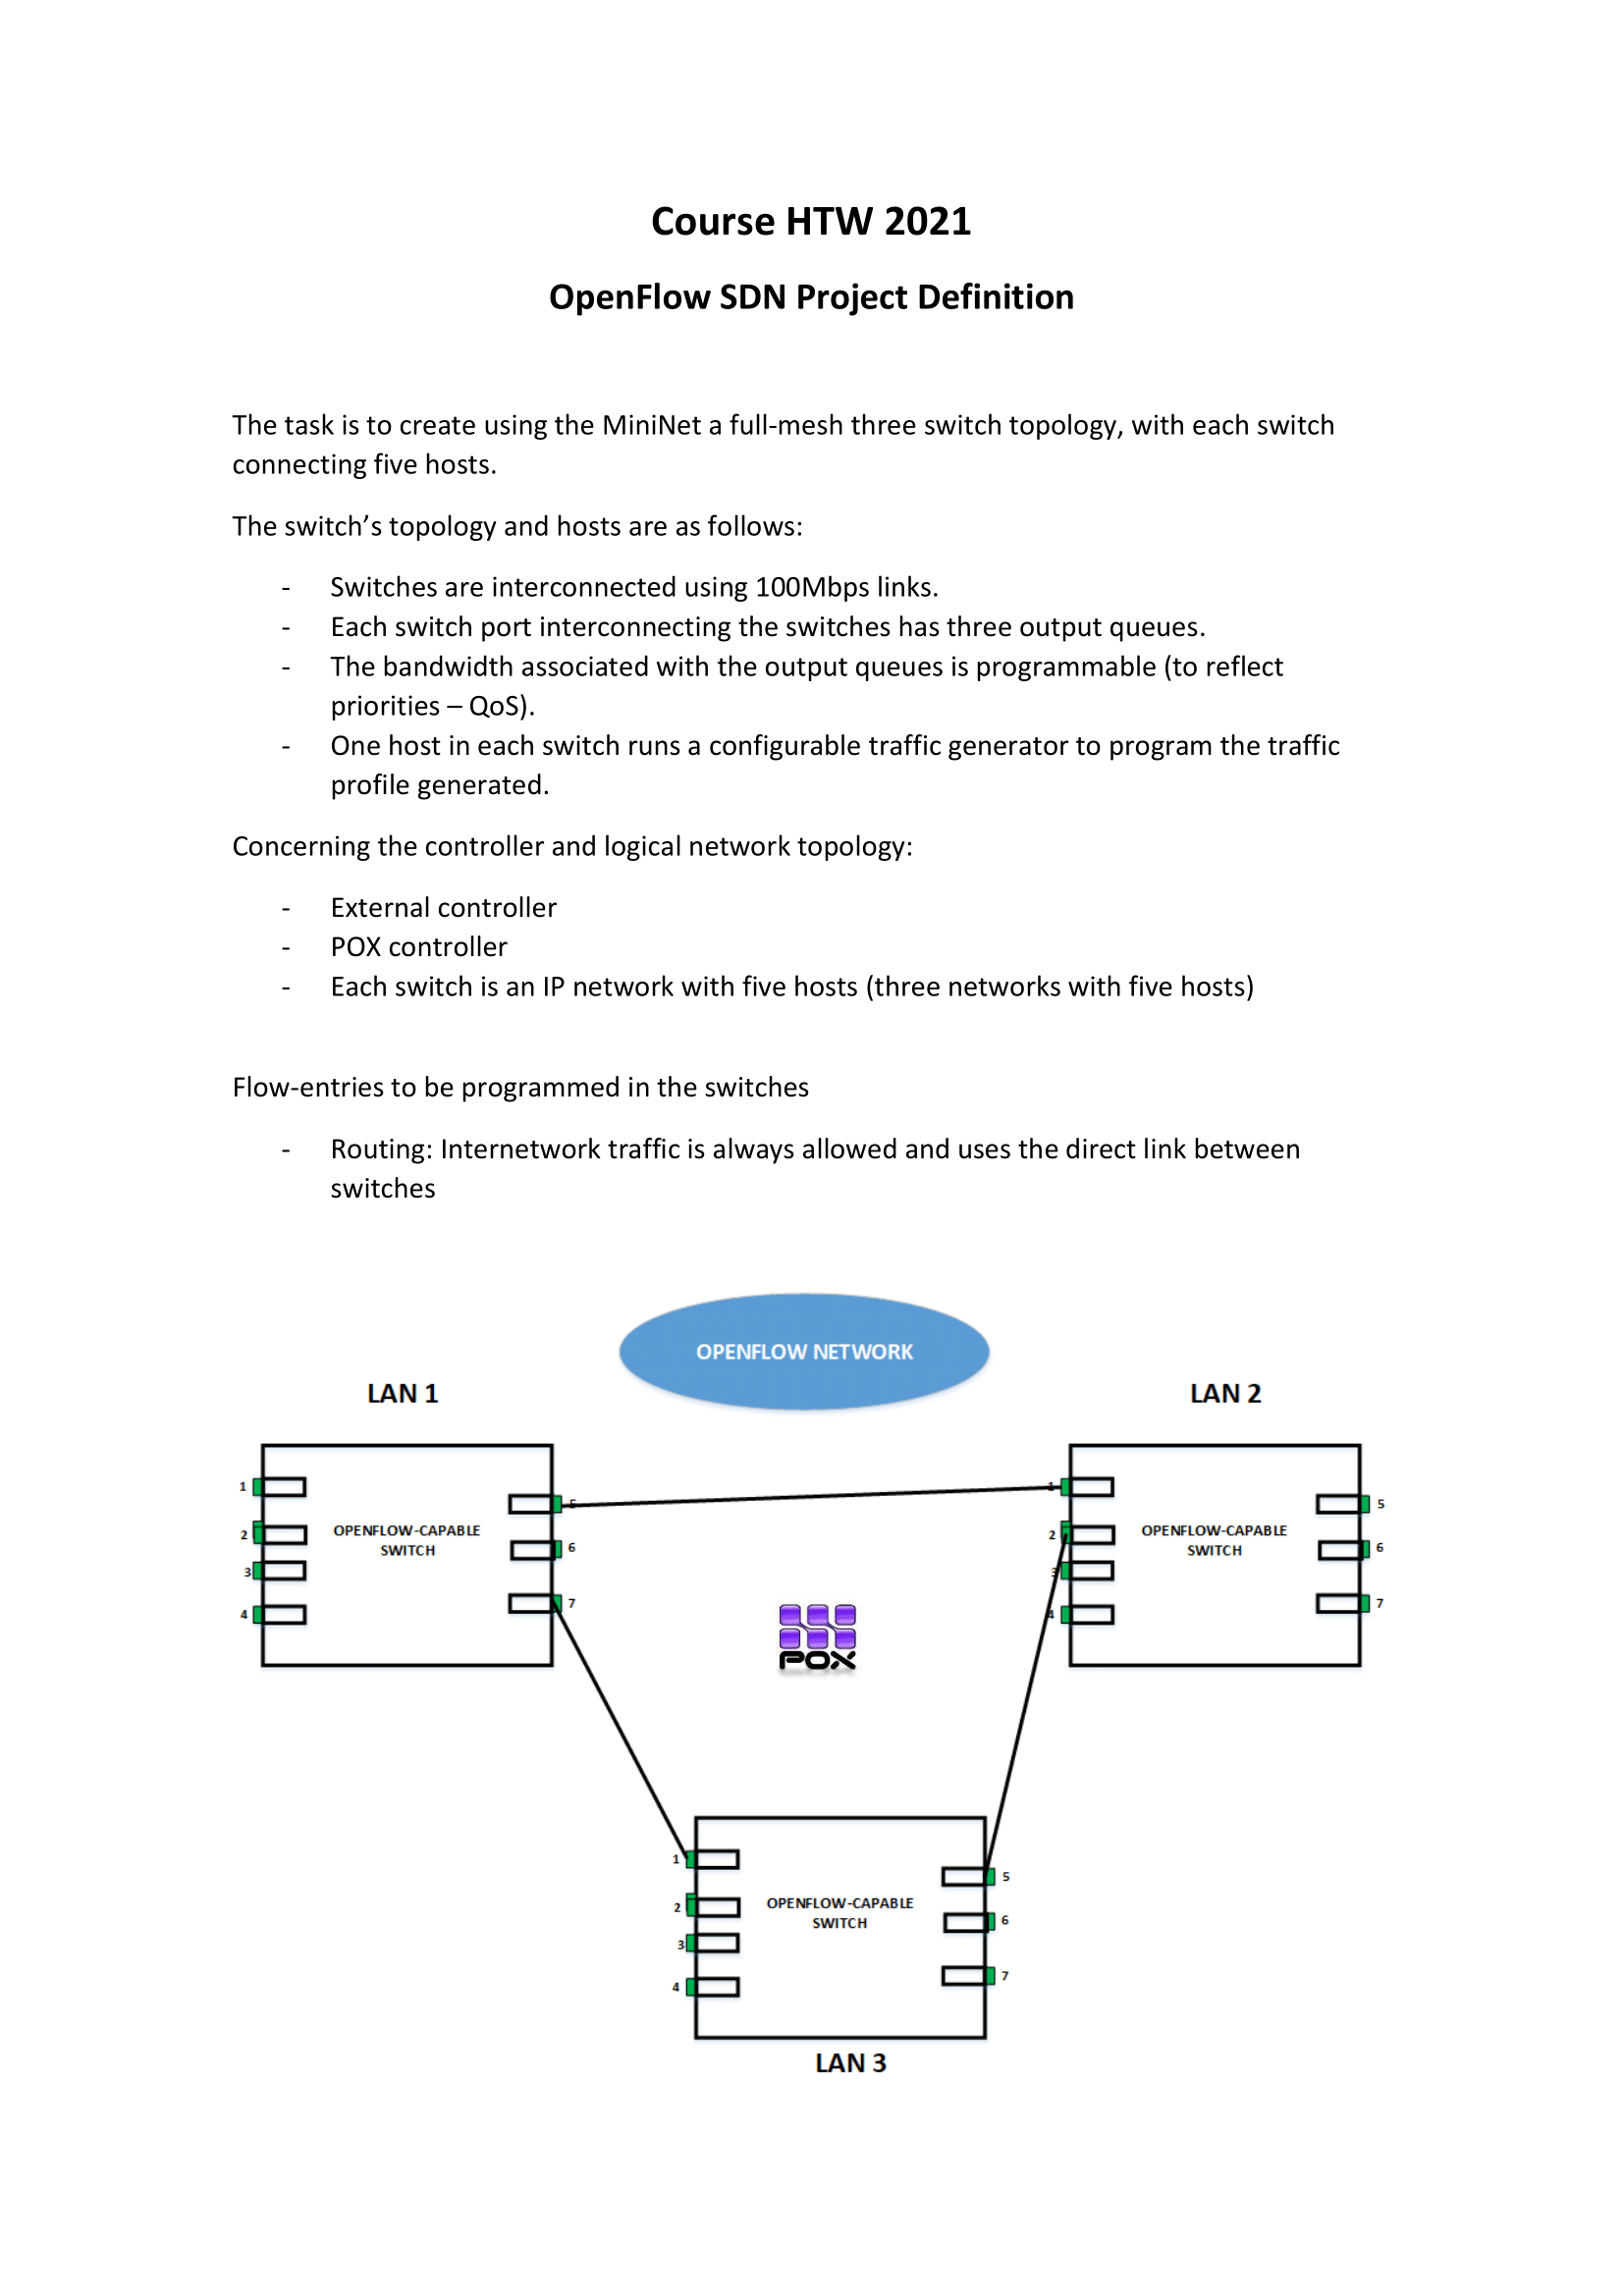 Course HTW 2021
OpenFlow SDN Project Definition
The task is to create using the MiniNet a full-mesh three switch topology, with each switch
connecting five hosts.
The switch’s topology and hosts are as follows:
- Switches are interconnected using 100Mbps links.
- Each switch port interconnecting the switches has three output queues.
- The bandwidth associated with the output queues is programmable (to reflect
priorities – QoS).
- One host in each switch runs a configurable traffic generator to program the traffic
profile generated.
Concerning the controller and logical network topology:
- External controller
- POX controller
- Each switch is an IP network with five hosts (three networks with five hosts)
Flow-entries to be programmed in the switches
- Routing: Internetwork traffic is always allowed and uses the direct link between
switches
OPENFLOW NETWORK
LAN 1
LAN 2
1
2
3
4
OPENFLOW-CAPABLE
SWITCH
5
6
7
1
2
3
4
OPENFLOW-CAPABLE
SWITCH
5
6
7
POX
1
2
3
4
OPENFLOW-CAPABLE
SWITCH
5
6
7
LAN 3